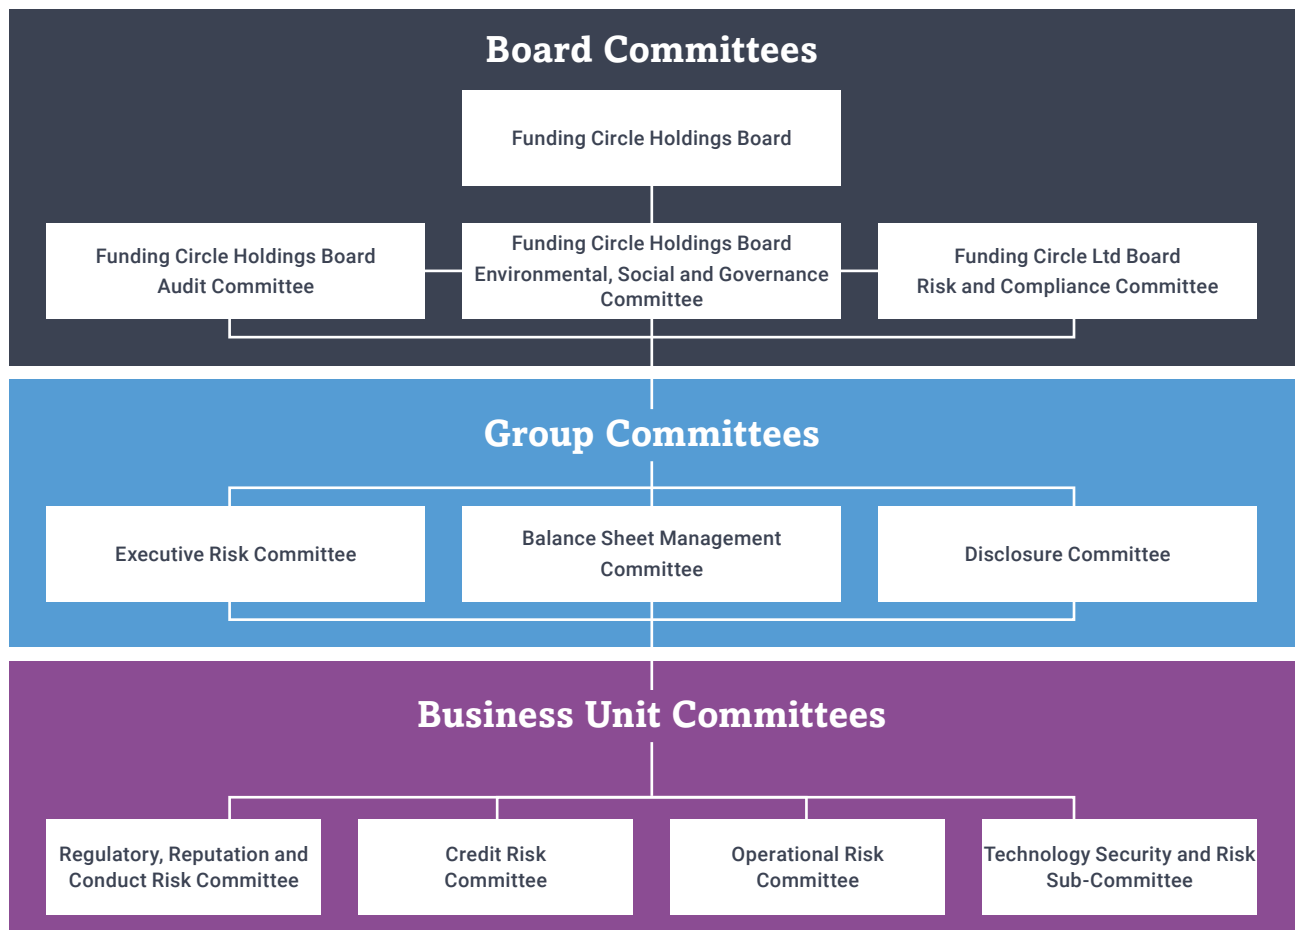 Board Committees
Funding Circle Holdings Board
Funding Circle Holdings Board
Audit Committee
Funding Circle Holdings Board
Environmental, Social and Governance
Committee
Funding Circle Ltd Board
Risk and Compliance Committee
Group Committees
Executive Risk Committee
Balance Sheet Management
Committee
Disclosure Committee
Business Unit Committees
Regulatory, Reputation and
Conduct Risk Committee
Credit Risk
Committee
Operational Risk
Committee
Technology Security and Risk
Sub-Committee